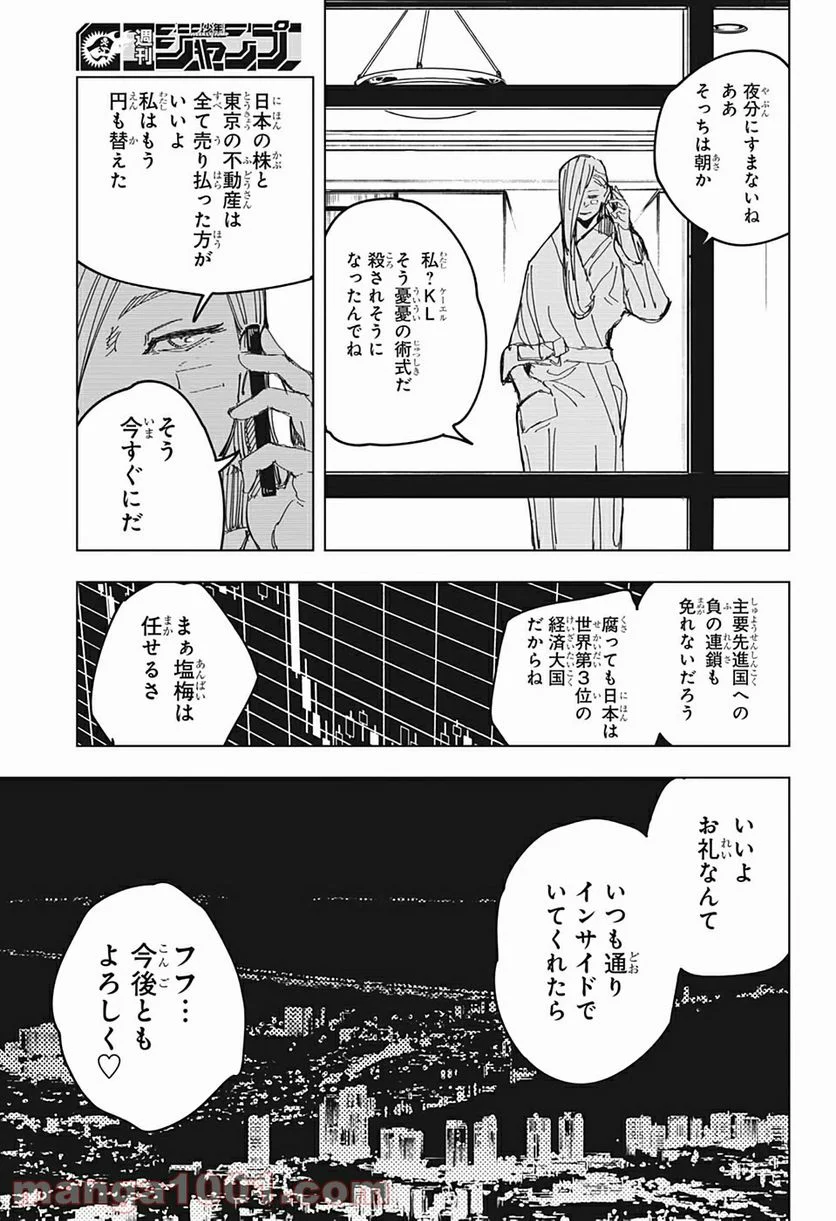 週刊
少年
ジャンプ
夜分にすまないね
ああ
そっちは朝か
私？KL
そう憂憂の術式だ
殺されそうに
なったんでね
日本の株と
東京の不動産は
全て売り払った方が
いいよ
私はもう
円も替えた
そう
今すぐにだ
主要先進国への
負の連鎖も
免れないだろう
腐っても日本は
世界第3位の
経済大国
だからね
まぁ塩梅は
任せるさ
いいよ
お礼なんて
いつも通り
インサイドで
いてくれたら
フフ…
今後とも
よろしく♡
manga1001.com